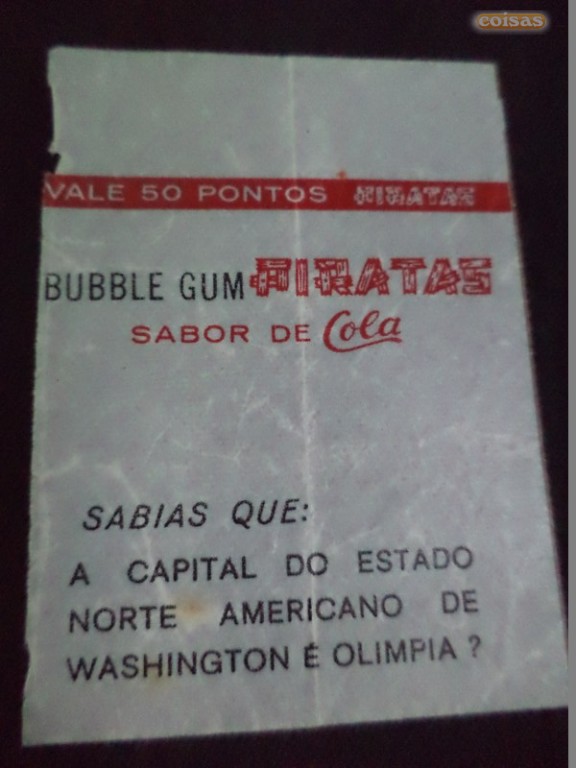 coisas
VALE 50 PONTOS PIRATAS
BUBBLE GUM PIRATAS
SABOR DE Cola
SABIAS QUE:
A CAPITAL DO ESTADO
NORTE AMERICANO DE
WASHINGTON É OLIMPIA ?